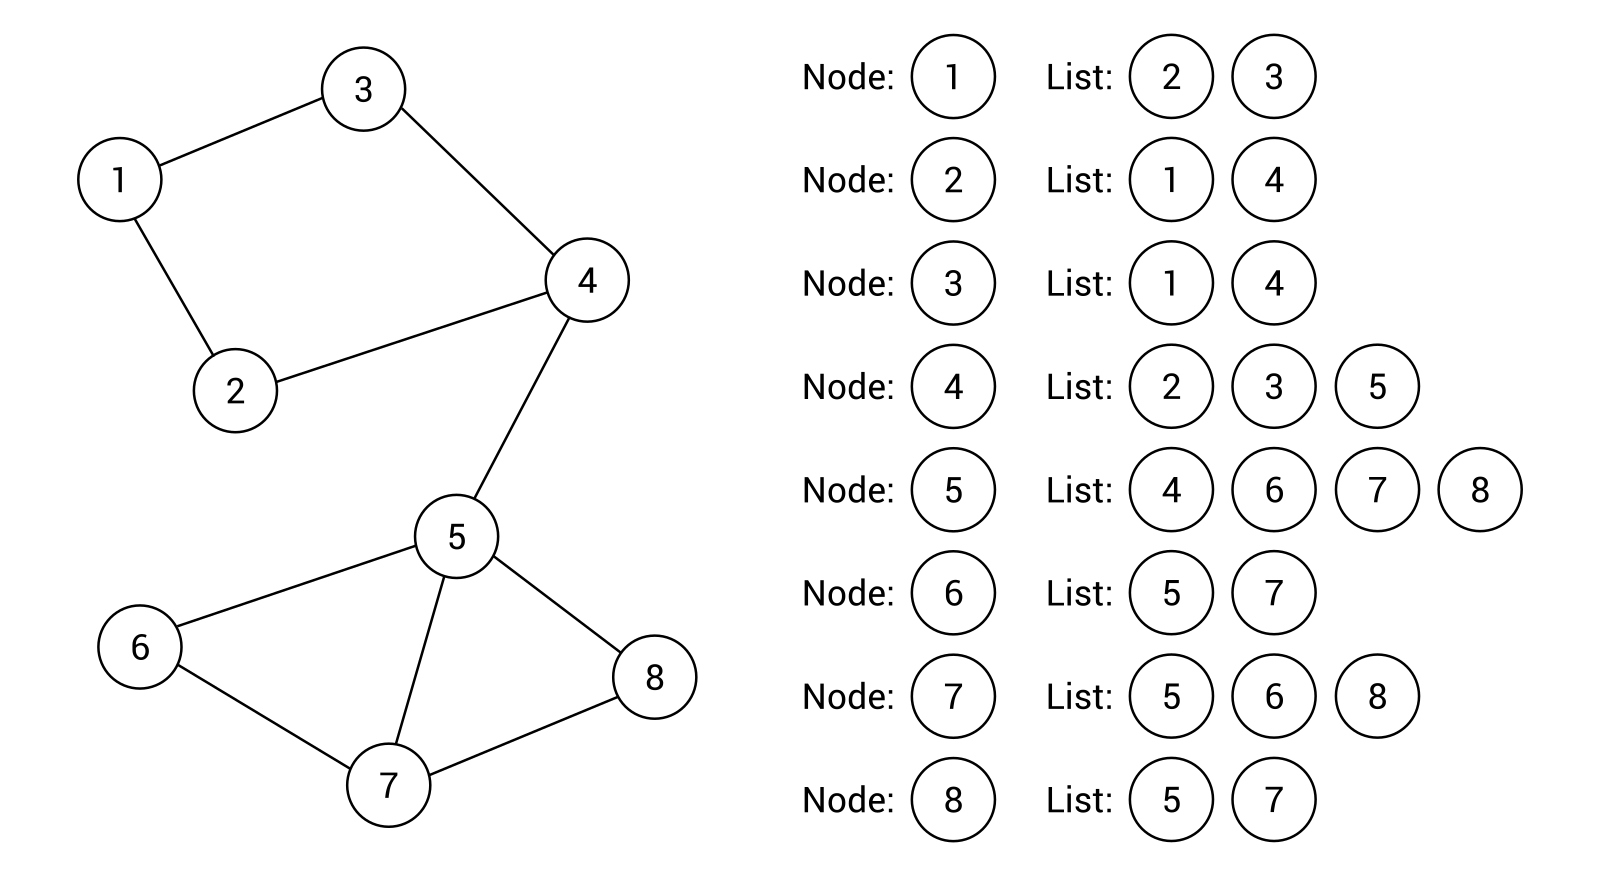 3
1
4
2
5
6
8
7
Node: 1 List: 2 3
Node: 2 List: 1 4
Node: 3 List: 1 4
Node: 4 List: 2 3 5
Node: 5 List: 4 6 7 8
Node: 6 List: 5 7
Node: 7 List: 5 6 8
Node: 8 List: 5 7